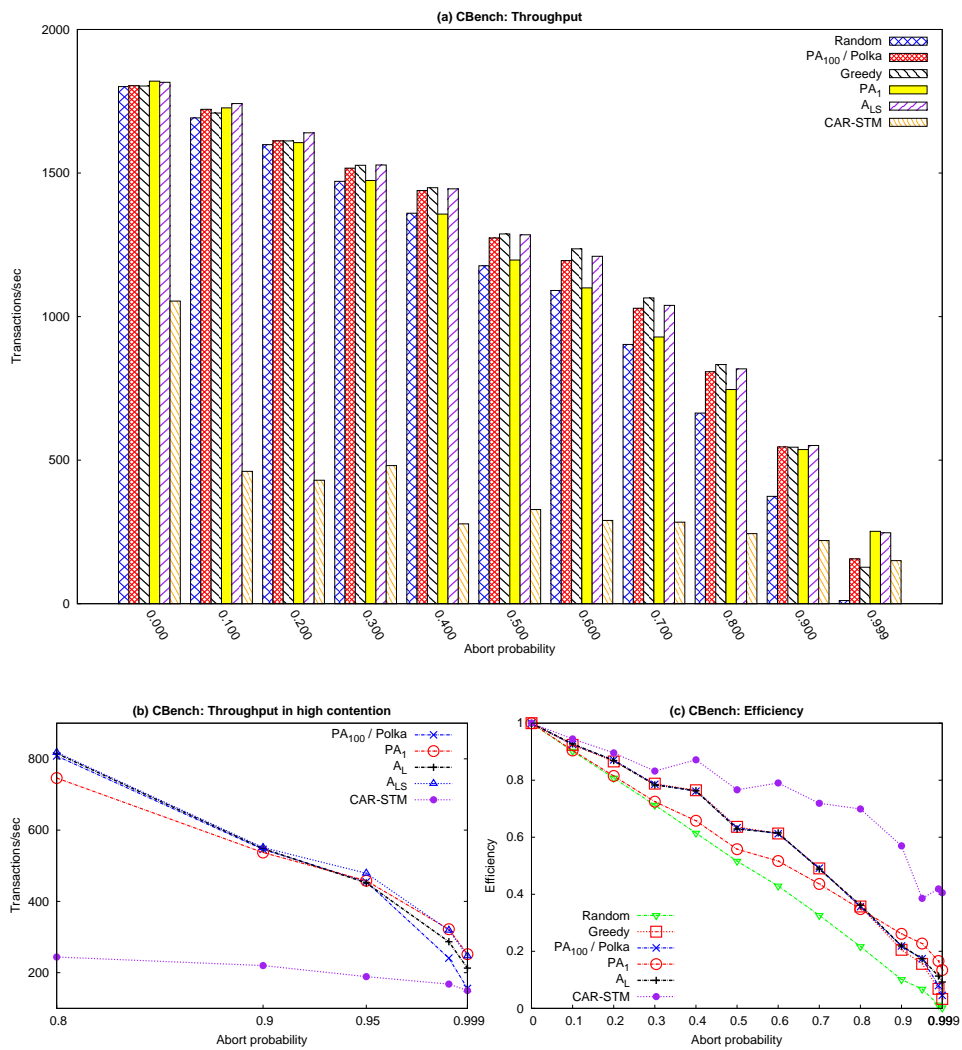 (a) CBench: Throughput
2000
1500
1000
500
0
Transactions/sec
Random
PA100 / Polka
Greedy
PA1
ALS
CAR-STM
0.000
0.100
0.200
0.300
0.400
0.500
0.600
0.700
0.800
0.900
0.999
Abort probability
(b) CBench: Throughput in high contention
800
600
400
200
Transactions/sec
PA100 / Polka
PA1
AL
ALS
CAR-STM
0.8
0.9
0.95
0.999
Abort probability
(c) CBench: Efficiency
1
0.8
0.6
0.4
0.2
0
Efficiency
Random
Greedy
PA100 / Polka
PA1
AL
CAR-STM
0
0.1
0.2
0.3
0.4
0.5
0.6
0.7
0.8
0.9
0.999
Abort probability